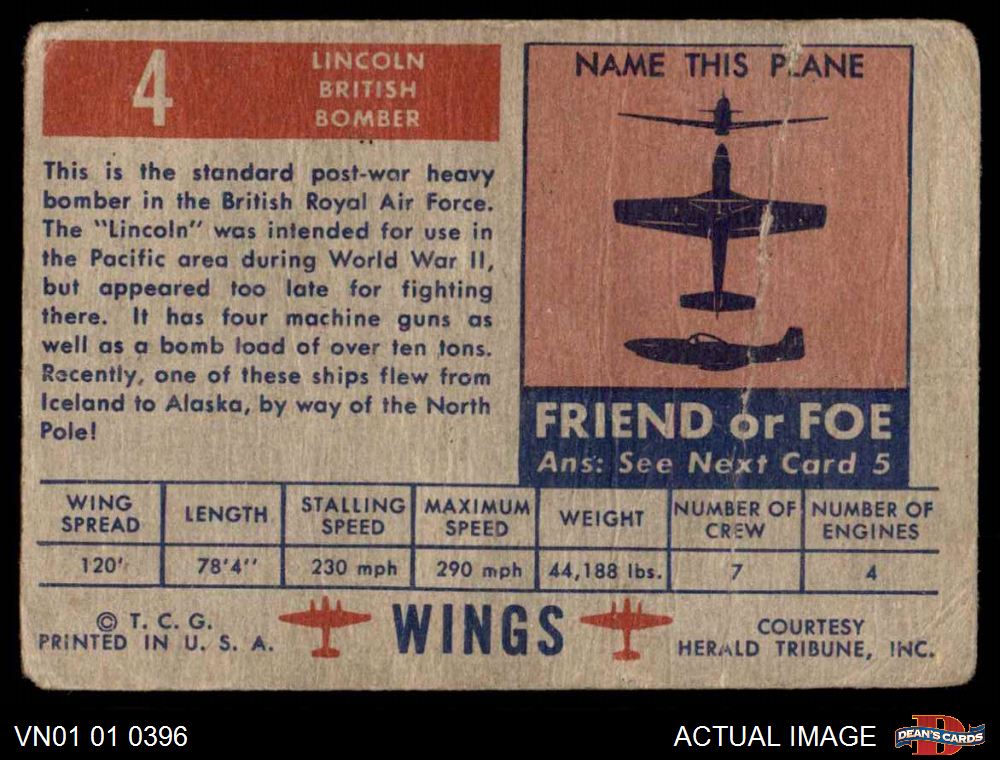 4
LINCOLN
BRITISH
BOMBER
This is the standard post-war heavy
bomber in the British Royal Air Force.
The "Lincoln" was intended for use in
the Pacific area during World War II,
but appeared too late for fighting
there. It has four machine guns as
well as a bomb load of over ten tons.
Recently, one of these ships flew from
Iceland to Alaska, by way of the North
Pole!
NAME THIS PLANE
FRIEND or FOE
Ans: See Next Card 5
WING SPREAD LENGTH STALLING SPEED MAXIMUM SPEED WEIGHT NUMBER OF CREW NUMBER OF ENGINES
120' 78'4" 230 mph 290 mph 44,188 lbs. 7 4
© T. C. G.
PRINTED IN U. S. A.
WINGS
COURTESY
HERALD TRIBUNE, INC.
VN01 01 0396
ACTUAL IMAGE
D
DEAN'S CARDS